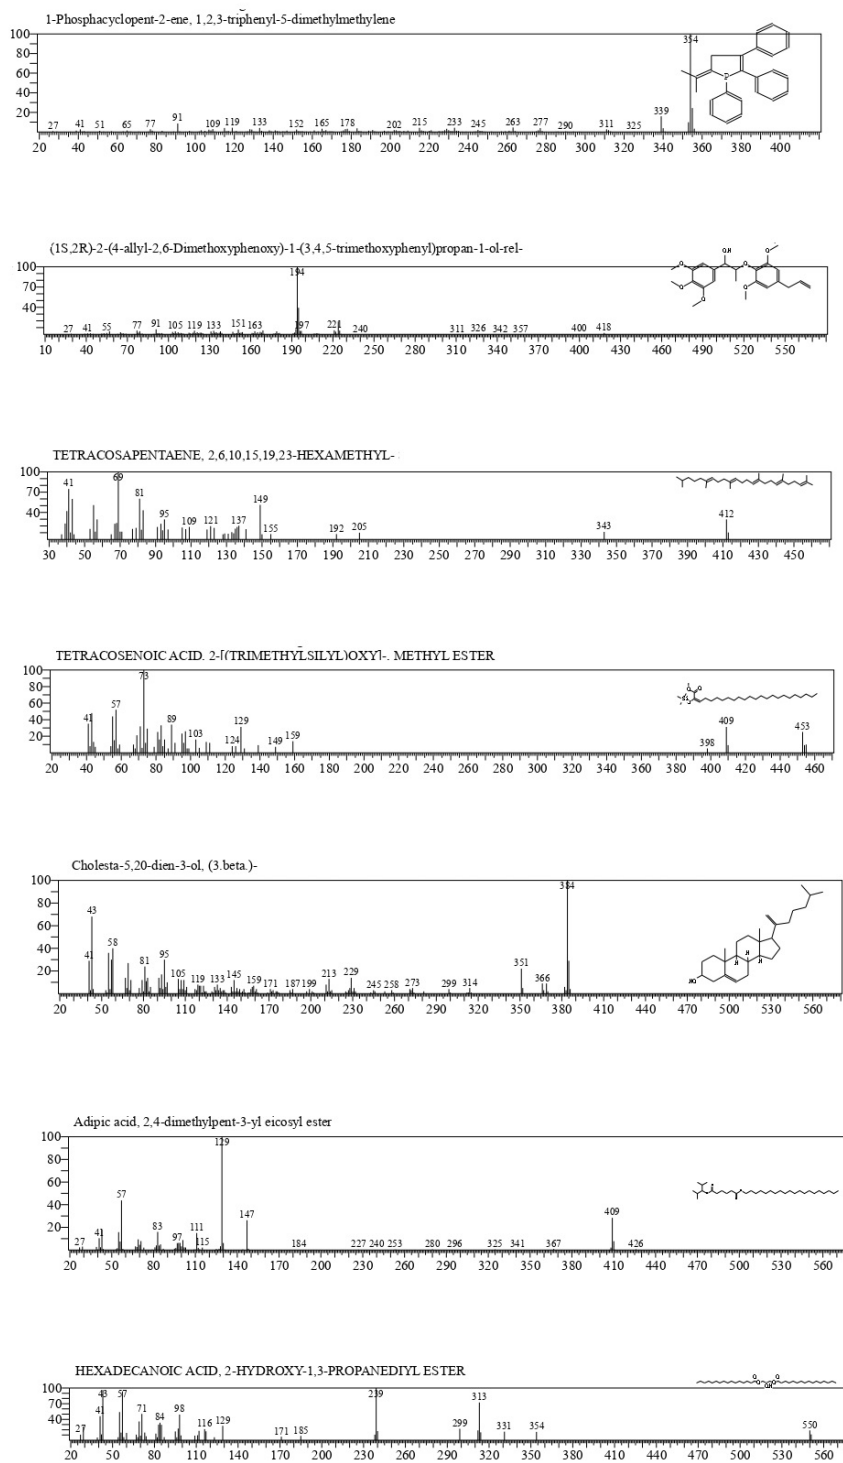 1-Phosphacyclopent-2-ene, 1,2,3-triphenyl-5-dimethylmethylene
100
80
60
40
20
27 41 51 65 77 91 109 119 133 152 165 178 202 215 233 245 263 277 290 311 325 339 354
P
20 40 60 80 100 120 140 160 180 200 220 240 260 280 300 320 340 360 380 400
(1S,2R)-2-(4-allyl-2,6-Dimethoxyphenoxy)-1-(3,4,5-trimethoxyphenyl)propan-1-ol-rel-
100
70
40
27 41 55 77 91 105 119 133 151 163 194 197 221 240 311 326 342 357 400 418
10 40 70 100 130 160 190 220 250 280 310 340 370 400 430 460 490 520 550
TETRACOSAPENTAENE, 2,6,10,15,19,23-HEXAMETHYL-
100
70
40
41 69 81 95 109 121 137 149 155 192 205 343 412
30 50 70 90 110 130 150 170 190 210 230 250 270 290 310 330 350 370 390 410 430 450
TETRACOSENOIC ACID, 2-[(TRIMETHYLSILYL)OXY]-, METHYL ESTER
100
80
60
40
20
41 57 73 89 103 124 129 149 159 398 409 453
20 40 60 80 100 120 140 160 180 200 220 240 260 280 300 320 340 360 380 400 420 440 460
Cholesta-5,20-dien-3-ol, (3.beta.)-
100
80
60
40
20
41 43 58 81 95 105 119 133 145 159 171 187 199 213 229 245 258 273 299 314 351 366 384
H H H
HO
20 50 80 110 140 170 200 230 260 290 320 350 380 410 440 470 500 530 560
Adipic acid, 2,4-dimethylpent-3-yl eicosyl ester
100
80
60
40
20
27 41 57 83 97 111 115 129 147 184 227 240 253 280 296 325 341 367 409 426
20 50 80 110 140 170 200 230 260 290 320 350 380 410 440 470 500 530 560
HEXADECANOIC ACID, 2-HYDROXY-1,3-PROPANEDIYL ESTER
100
70
40
27 41 43 57 71 84 98 116 129 171 185 239 299 313 331 354 550
20 50 80 110 140 170 200 230 260 290 320 350 380 410 440 470 500 530 560